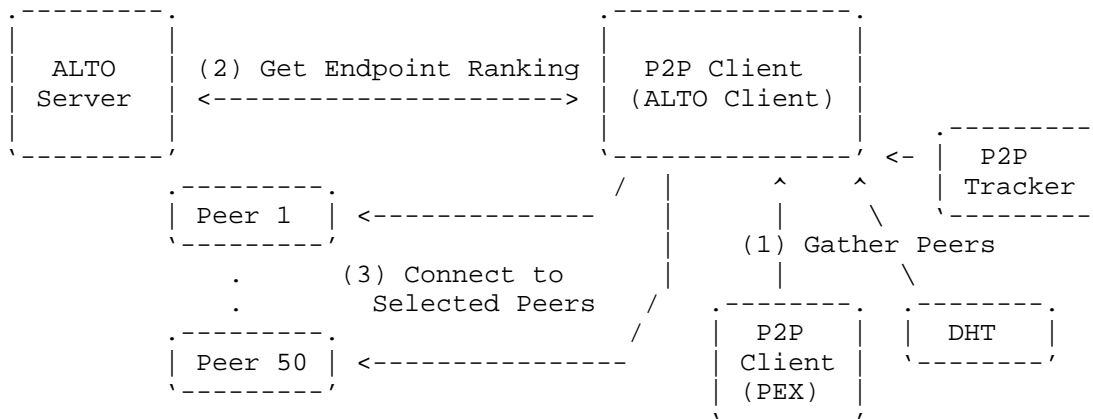 ALTO (2) Get Endpoint Ranking P2P Client
Server <----------------------> (ALTO Client)
<- P2P
Tracker
Peer 1 <--------------
(1) Gather Peers
. (3) Connect to
. Selected Peers
P2P DHT
Peer 50 <---------------- Client
(PEX)